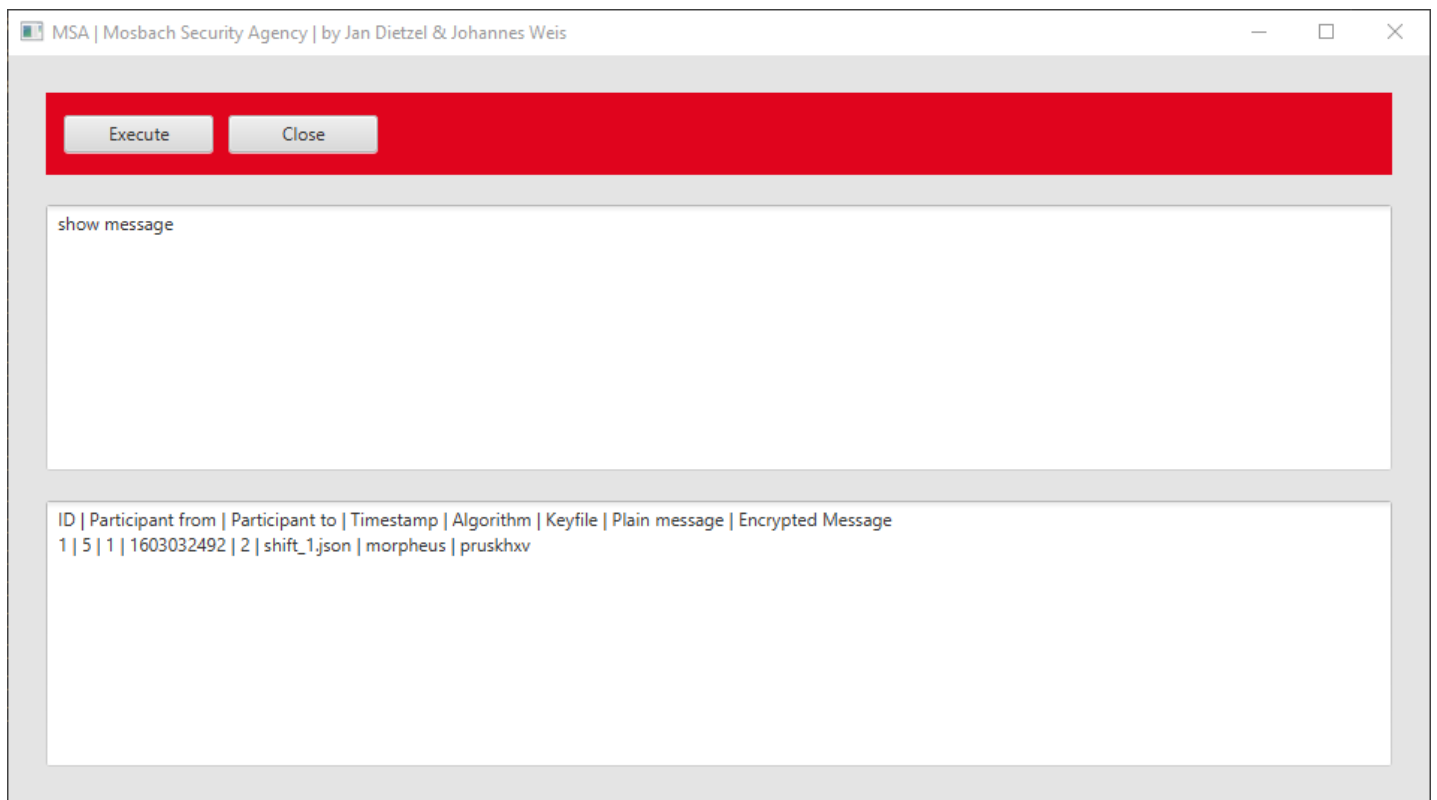 MSA | Mosbach Security Agency | by Jan Dietzel & Johannes Weis
Execute Close
show message
ID | Participant from | Participant to | Timestamp | Algorithm | Keyfile | Plain message | Encrypted Message
1 | 5 | 1 | 1603032492 | 2 | shift_1.json | morpheus | pruskhxv